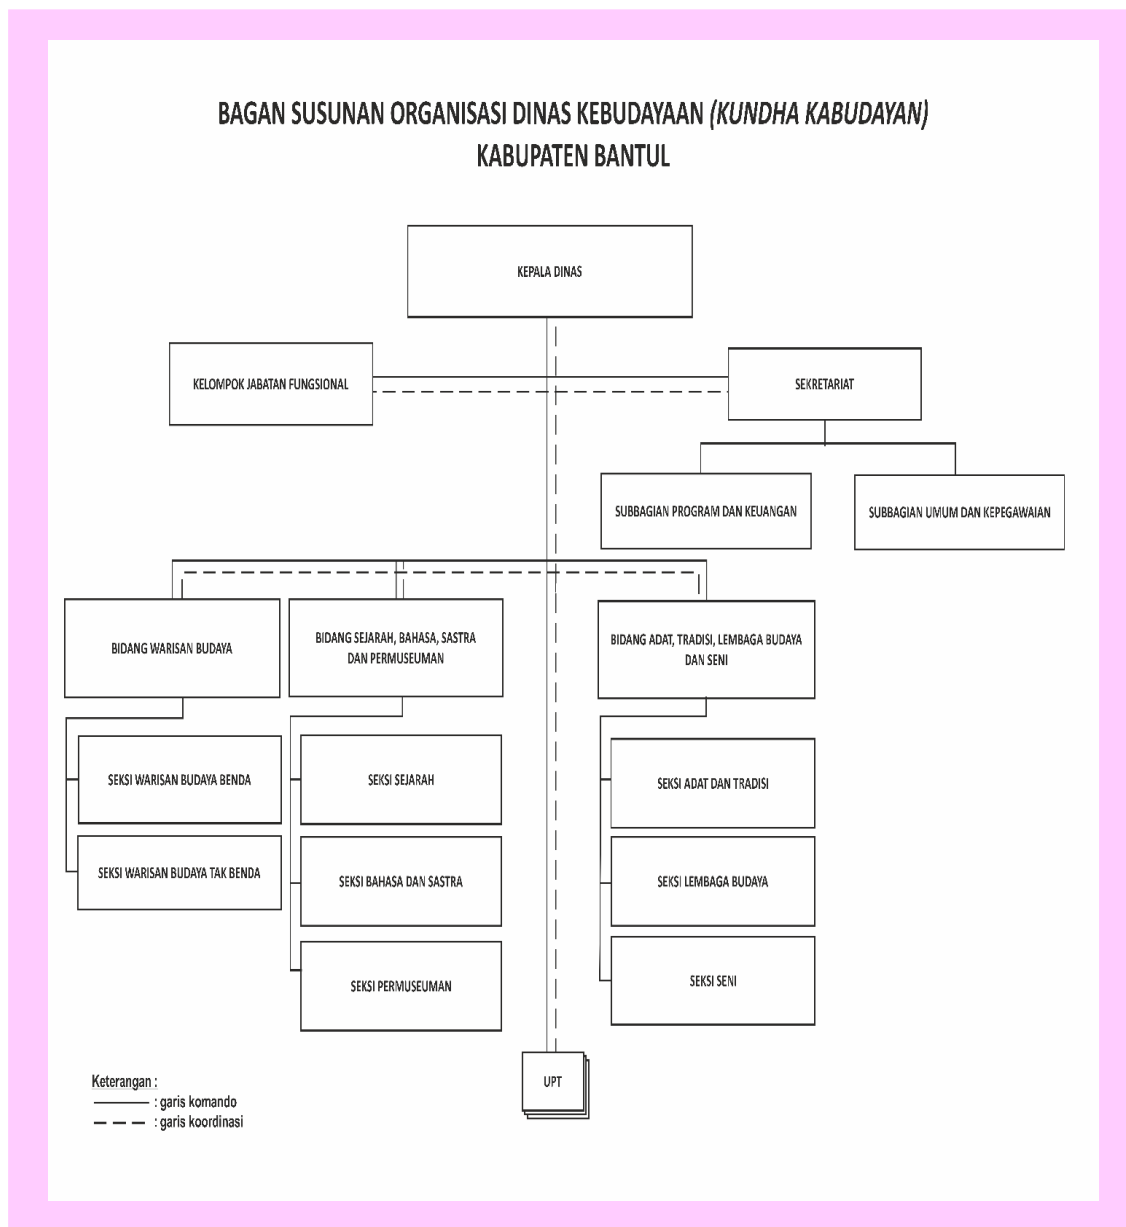 BAGAN SUSUNAN ORGANISASI DINAS KEBUDAYAAN (KUNDHA KABUDAYAN)
KABUPATEN BANTUL
KEPALA DINAS
KELOMPOK JABATAN FUNGSIONAL
SEKRETARIAT
SUBBAGIAN PROGRAM DAN KEUANGAN
SUBBAGIAN UMUM DAN KEPEGAWAIAN
BIDANG WARISAN BUDAYA
BIDANG SEJARAH, BAHASA, SASTRA
DAN PERMUSEUMAN
BIDANG ADAT, TRADISI, LEMBAGA BUDAYA
DAN SENI
SEKSI WARISAN BUDAYA BENDA
SEKSI WARISAN BUDAYA TAK BENDA
SEKSI SEJARAH
SEKSI BAHASA DAN SASTRA
SEKSI PERMUSEUMAN
SEKSI ADAT DAN TRADISI
SEKSI LEMBAGA BUDAYA
SEKSI SENI
UPT
Keterangan :
: garis komando
: garis koordinasi